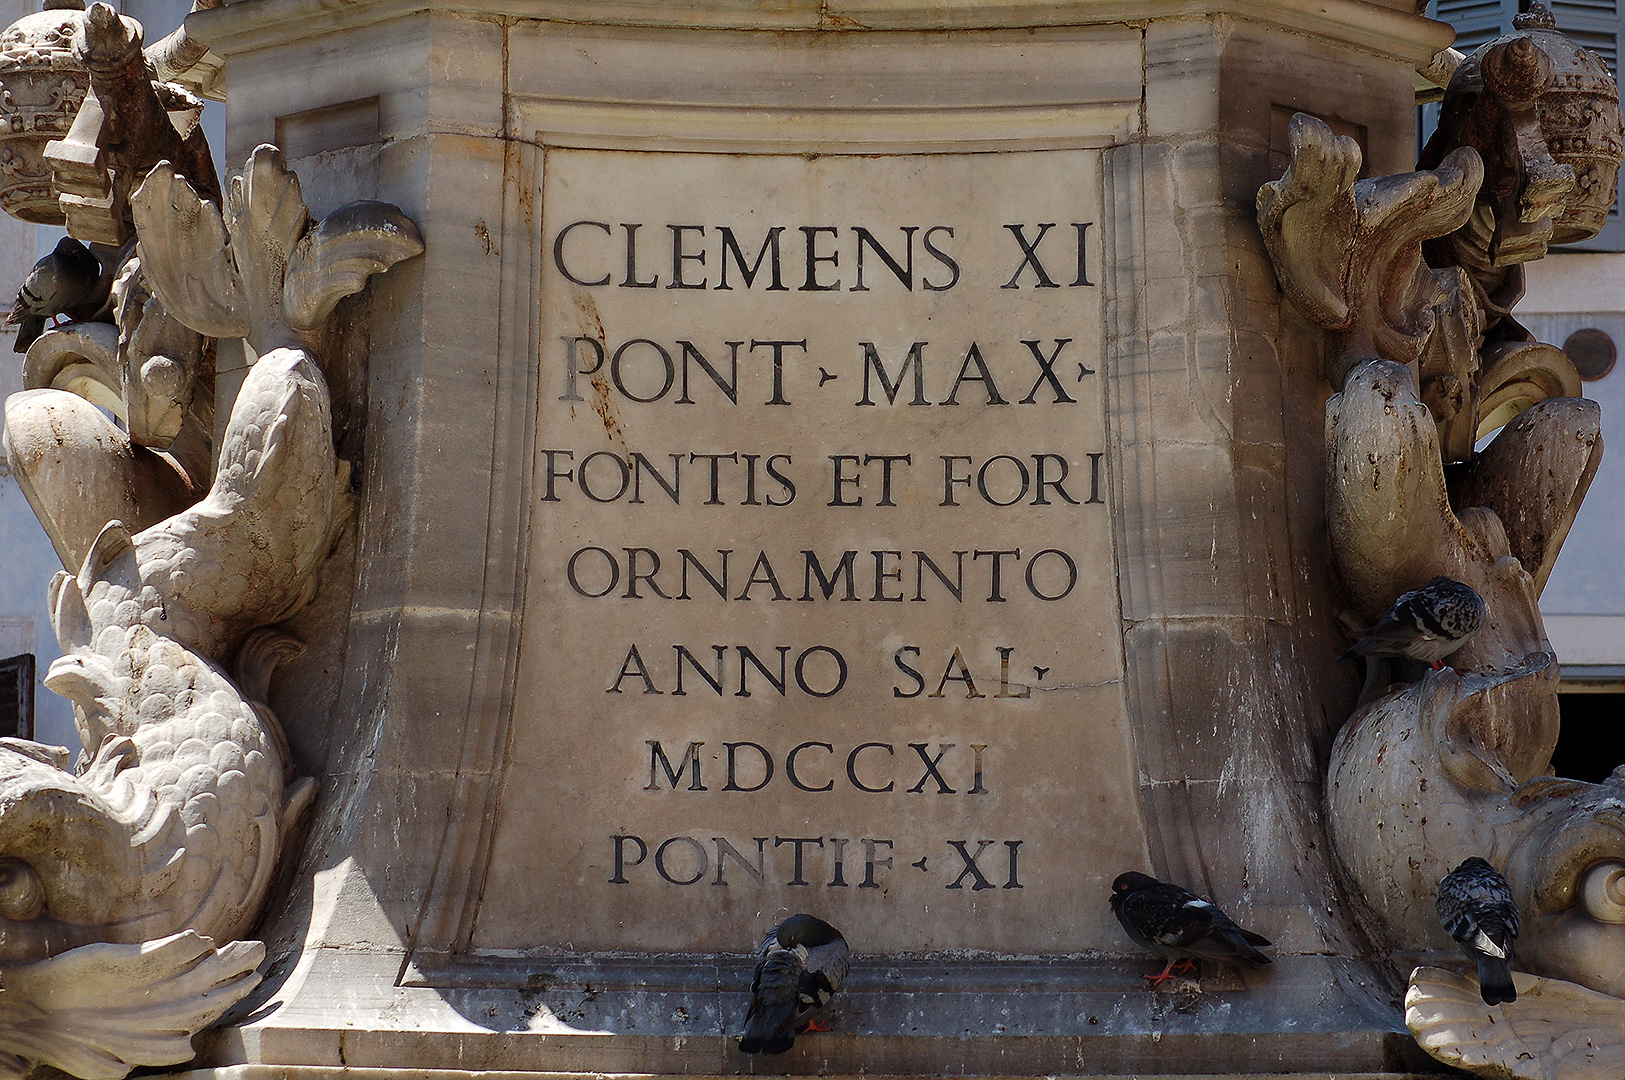 CLEMENS XI
PONT · MAX ·
FONTIS ET FORI
ORNAMENTO
ANNO SAL ·
MDCCXI
PONTIF · XI